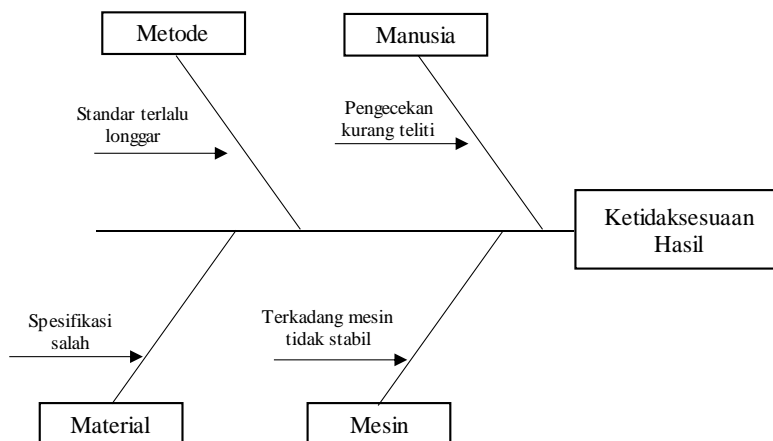 Metode
Manusia
Standar terlalu
longgar
Pengecekan
kurang teliti
Ketidaksesuaan
Hasil
Spesifikasi
salah
Terkadang mesin
tidak stabil
Material
Mesin